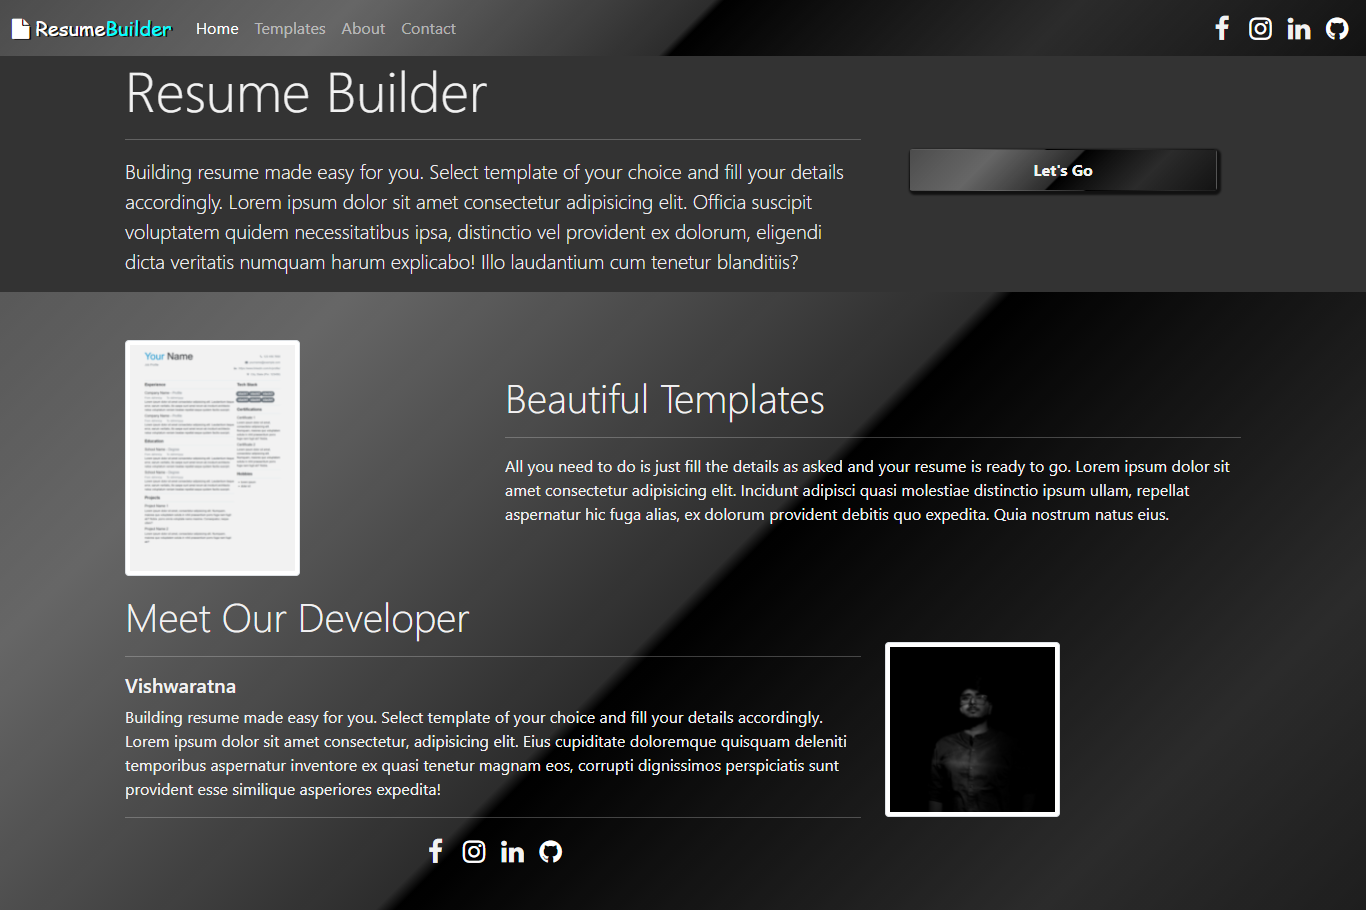 ResumeBuilder Home Templates About Contact
Resume Builder
Building resume made easy for you. Select template of your choice and fill your details
accordingly. Lorem ipsum dolor sit amet consectetur adipisicing elit. Officia suscipit
voluptatem quidem necessitatibus ipsa, distinctio vel provident ex dolorum, eligendi
dicta veritatis numquam harum explicabo! Illo laudantium cum tenetur blanditiis?
Let's Go
Your Name
Experience
Tech Stack
Certifications
Education
Projects
Beautiful Templates
All you need to do is just fill the details as asked and your resume is ready to go. Lorem ipsum dolor sit
amet consectetur adipisicing elit. Incidunt adipisci quasi molestiae distinctio ipsum ullam, repellat
aspernatur hic fuga alias, ex dolorum provident debitis quo expedita. Quia nostrum natus eius.
Meet Our Developer
Vishwaratna
Building resume made easy for you. Select template of your choice and fill your details accordingly.
Lorem ipsum dolor sit amet consectetur, adipisicing elit. Eius cupiditate doloremque quisquam deleniti
temporibus aspernatur inventore ex quasi tenetur magnam eos, corrupti dignissimos perspiciatis sunt
provident esse similique asperiores expedita!